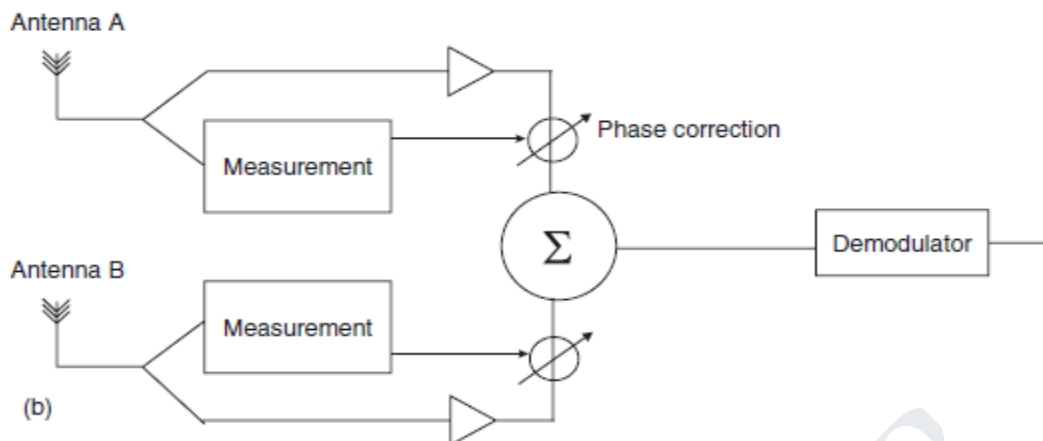 Antenna A
Phase correction
Measurement
Σ
Demodulator
Antenna B
Measurement
(b)